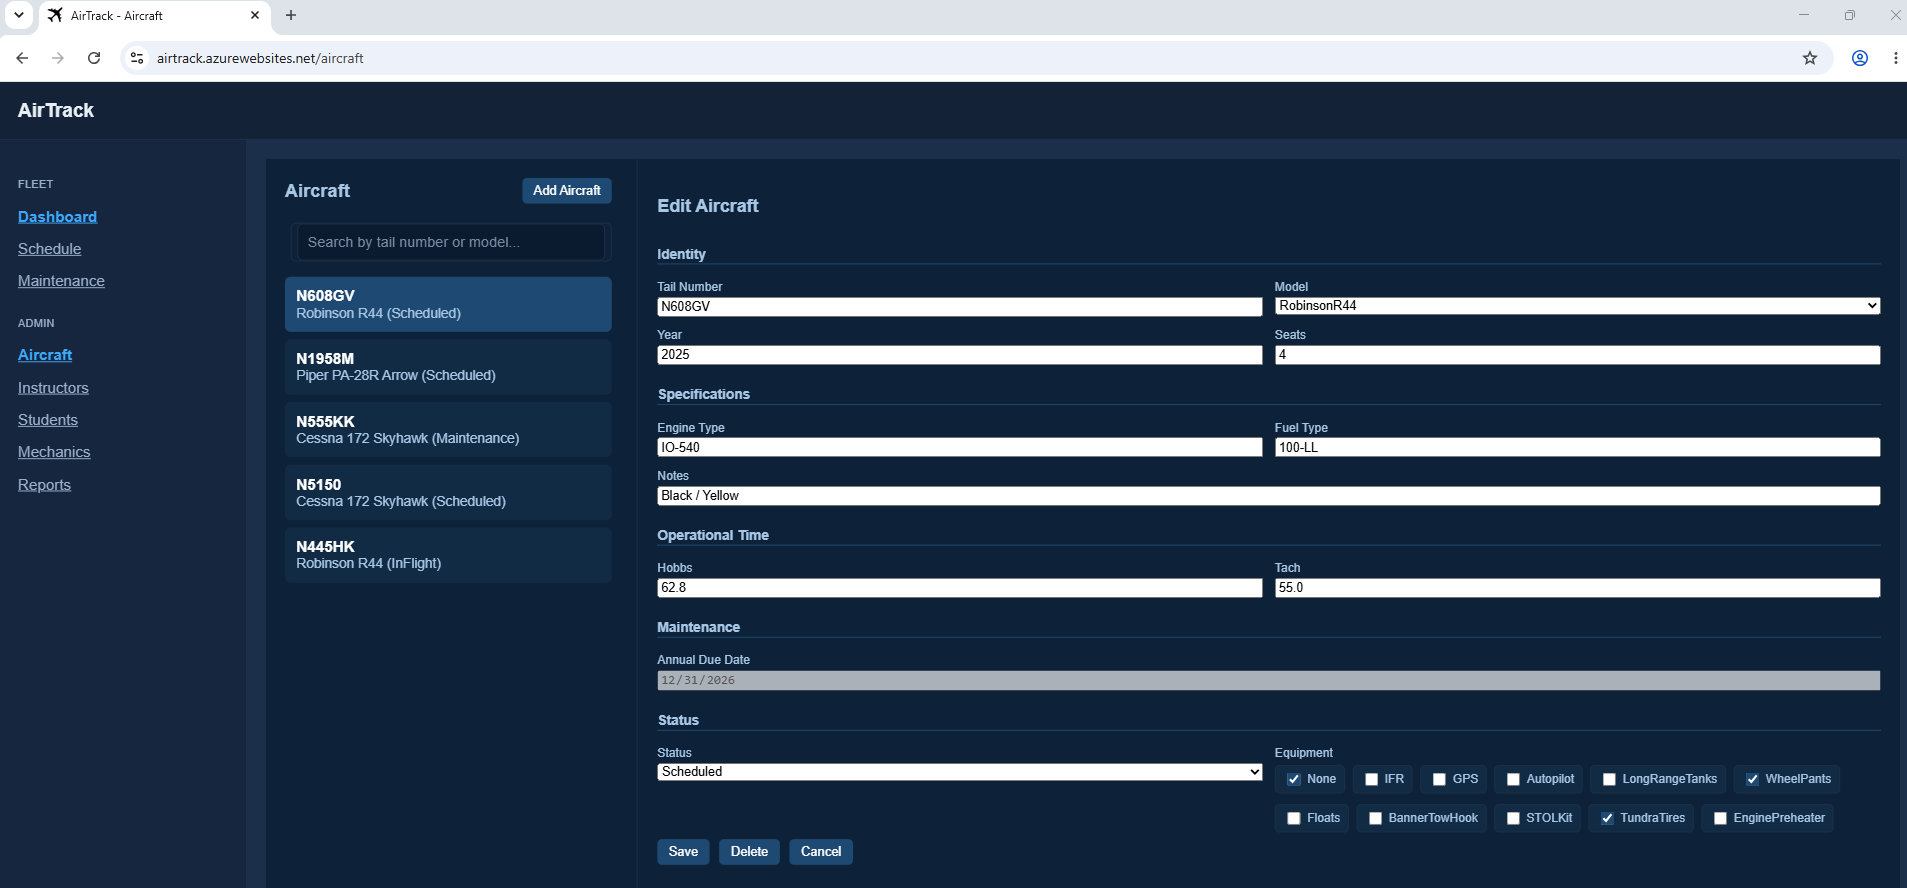 AirTrack - Aircraft
airtrack.azurewebsites.net/aircraft
AirTrack
FLEET
Dashboard
Schedule
Maintenance
ADMIN
Aircraft
Instructors
Students
Mechanics
Reports
Aircraft
Add Aircraft
Search by tail number or model...
N608GV
Robinson R44 (Scheduled)
N1958M
Piper PA-28R Arrow (Scheduled)
N555KK
Cessna 172 Skyhawk (Maintenance)
N5150
Cessna 172 Skyhawk (Scheduled)
N445HK
Robinson R44 (InFlight)
Edit Aircraft
Identity
Tail Number
N608GV
Model
RobinsonR44
Year
2025
Seats
4
Specifications
Engine Type
IO-540
Fuel Type
100-LL
Notes
Black / Yellow
Operational Time
Hobbs
62.8
Tach
55.0
Maintenance
Annual Due Date
12/31/2026
Status
Status
Scheduled
Equipment
None IFR GPS Autopilot LongRangeTanks WheelPants
Floats BannerTowHook STOLKit TundraTires EnginePreheater
Save Delete Cancel